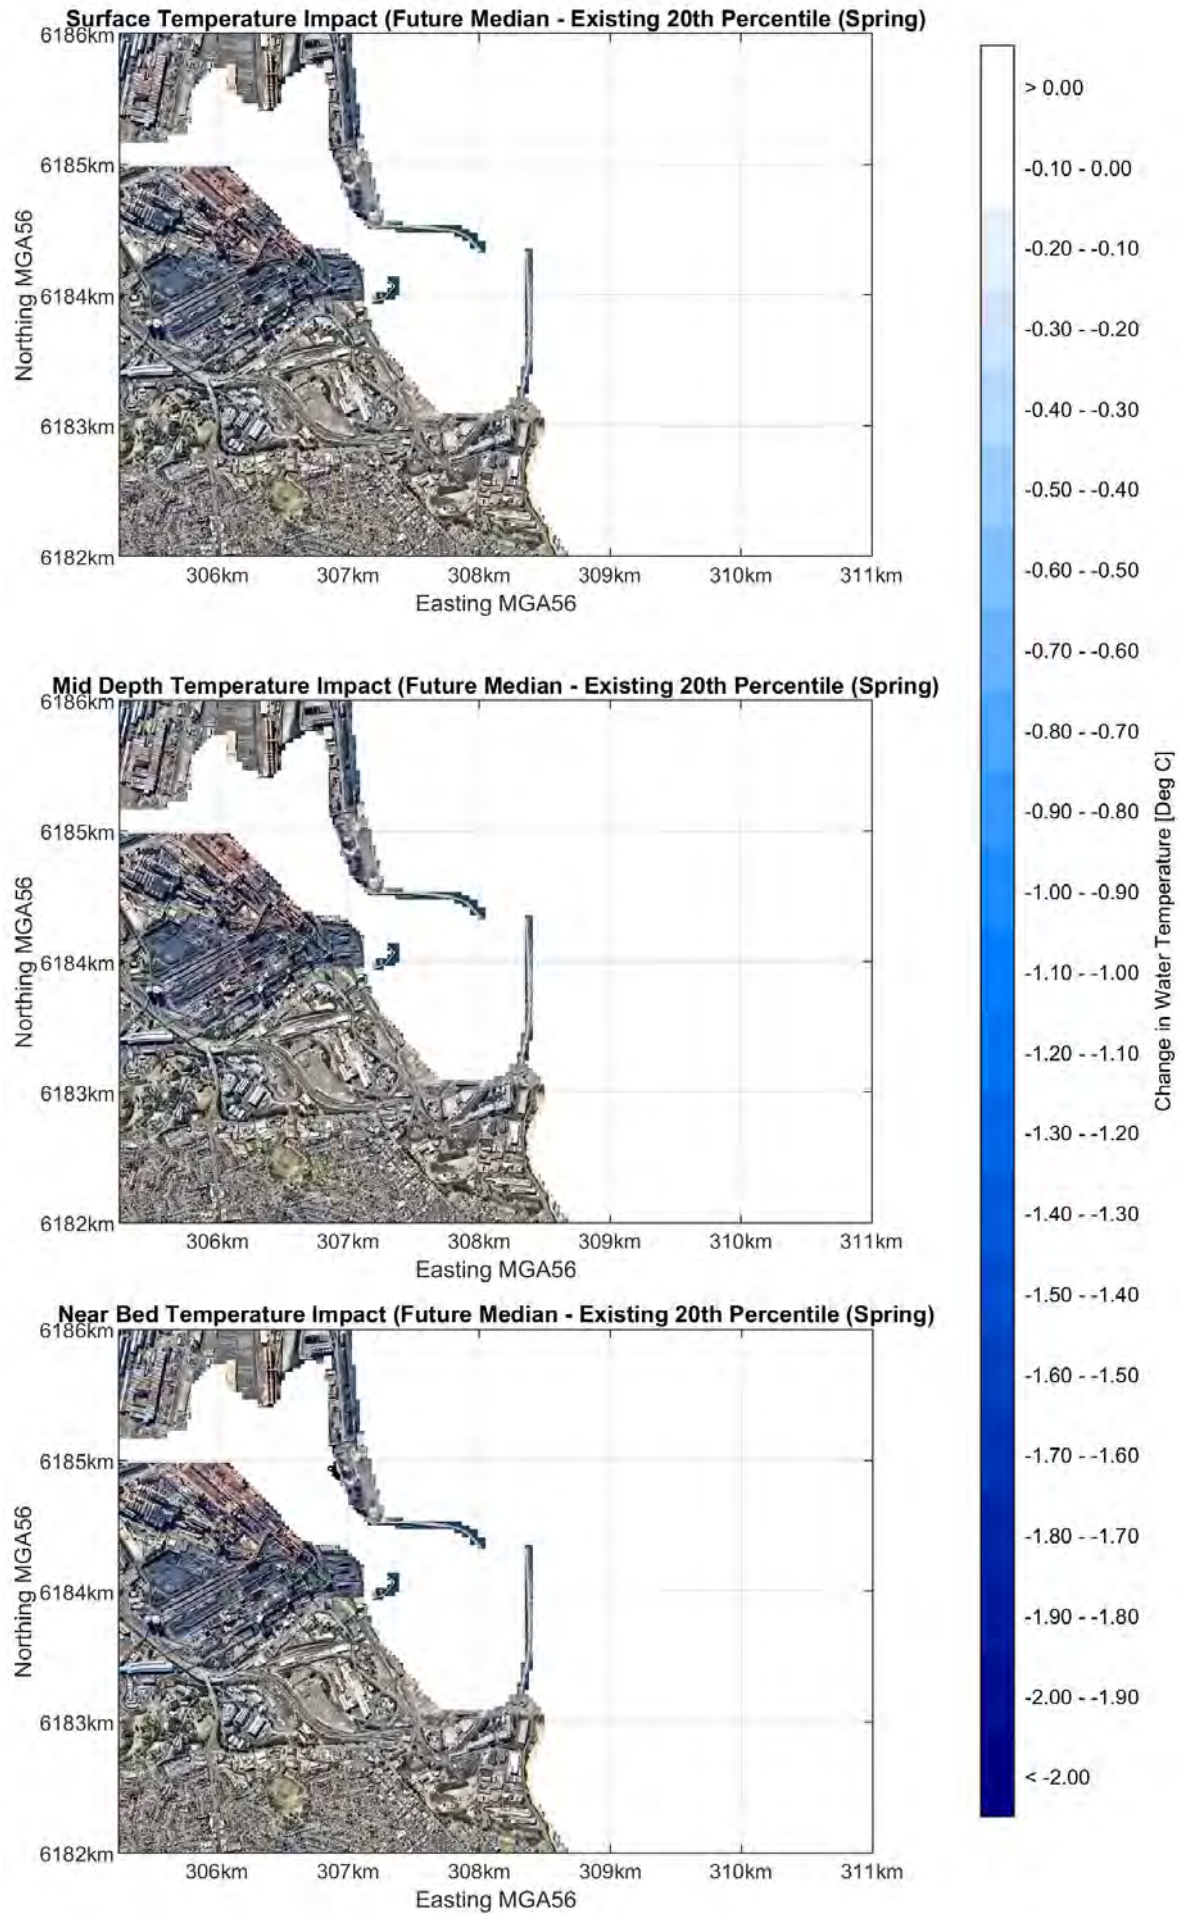 Surface Temperature Impact (Future Median - Existing 20th Percentile (Spring)
6186km
6185km
6184km
6183km
6182km
Northing MGA56
306km 307km 308km 309km 310km 311km
Easting MGA56
Mid Depth Temperature Impact (Future Median - Existing 20th Percentile (Spring)
6186km
6185km
6184km
6183km
6182km
Northing MGA56
306km 307km 308km 309km 310km 311km
Easting MGA56
Near Bed Temperature Impact (Future Median - Existing 20th Percentile (Spring)
6186km
6185km
6184km
6183km
6182km
Northing MGA56
306km 307km 308km 309km 310km 311km
Easting MGA56
> 0.00
-0.10 - 0.00
-0.20 - -0.10
-0.30 - -0.20
-0.40 - -0.30
-0.50 - -0.40
-0.60 - -0.50
-0.70 - -0.60
-0.80 - -0.70
-0.90 - -0.80
-1.00 - -0.90
-1.10 - -1.00
-1.20 - -1.10
-1.30 - -1.20
-1.40 - -1.30
-1.50 - -1.40
-1.60 - -1.50
-1.70 - -1.60
-1.80 - -1.70
-1.90 - -1.80
-2.00 - -1.90
< -2.00
Change in Water Temperature [Deg C]